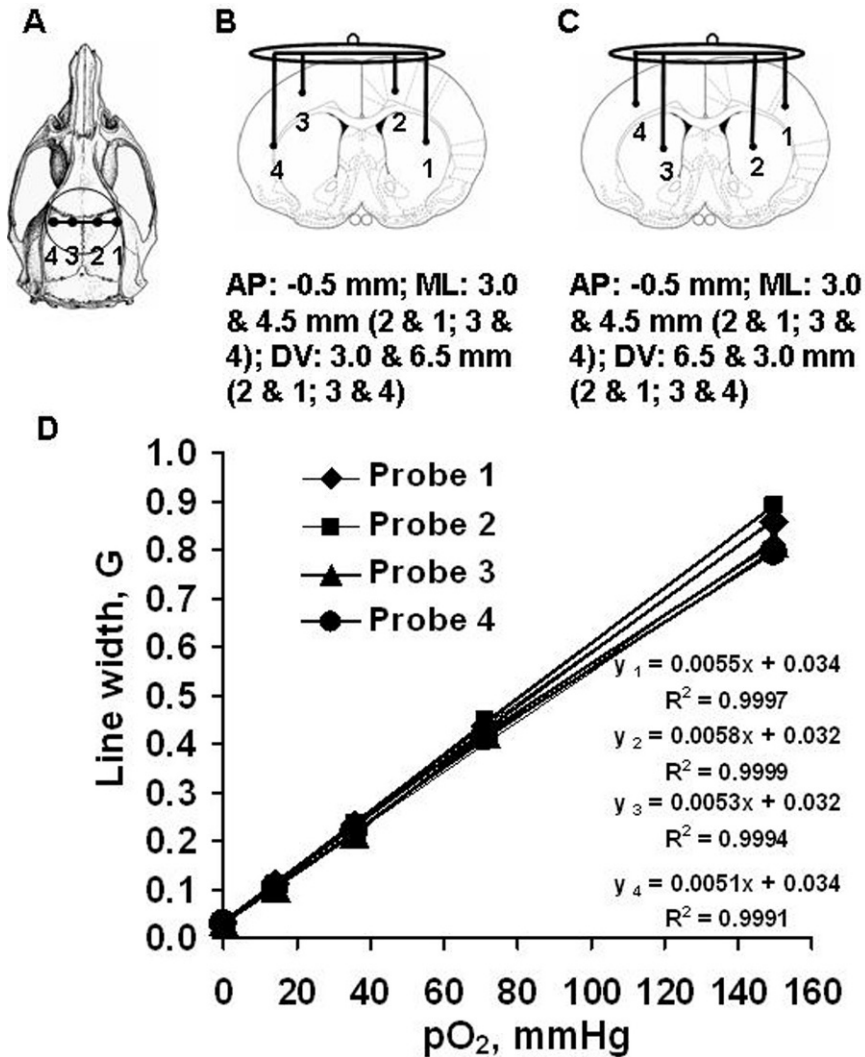 A
B
C
4 3 2 1
3
2
4
1
4
1
3
2
AP: -0.5 mm; ML: 3.0
& 4.5 mm (2 & 1; 3 &
4); DV: 3.0 & 6.5 mm
(2 & 1; 3 & 4)
AP: -0.5 mm; ML: 3.0
& 4.5 mm (2 & 1; 3 &
4); DV: 6.5 & 3.0 mm
(2 & 1; 3 & 4)
D
Line width, G
1.0
0.9
0.8
0.7
0.6
0.5
0.4
0.3
0.2
0.1
0.0
Probe 1
Probe 2
Probe 3
Probe 4
y 1 = 0.0055x + 0.034
R² = 0.9997
y 2 = 0.0058x + 0.032
R² = 0.9999
y 3 = 0.0053x + 0.032
R² = 0.9994
y 4 = 0.0051x + 0.034
R² = 0.9991
0 20 40 60 80 100 120 140 160
pO₂, mmHg